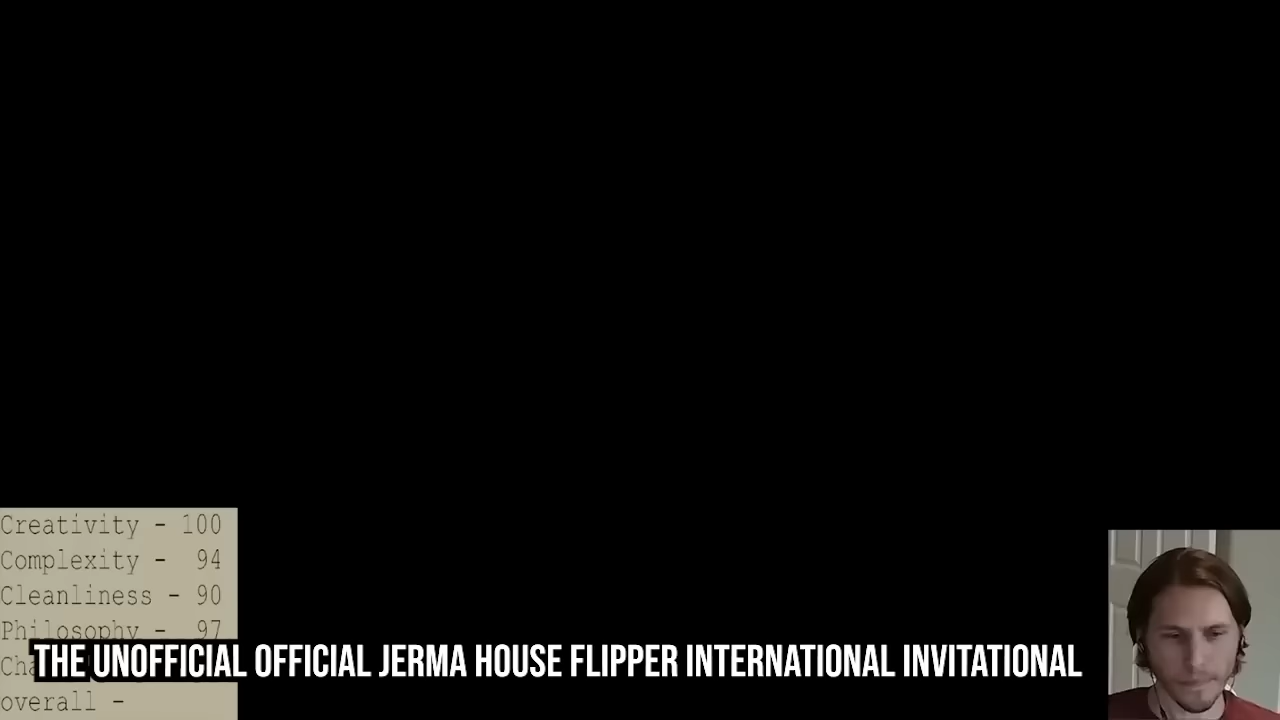 Creativity - 100
Complexity - 94
Cleanliness - 90
Philosophy - 97
THE UNOFFICIAL OFFICIAL JERMA HOUSE FLIPPER INTERNATIONAL INVITATIONAL
overall -